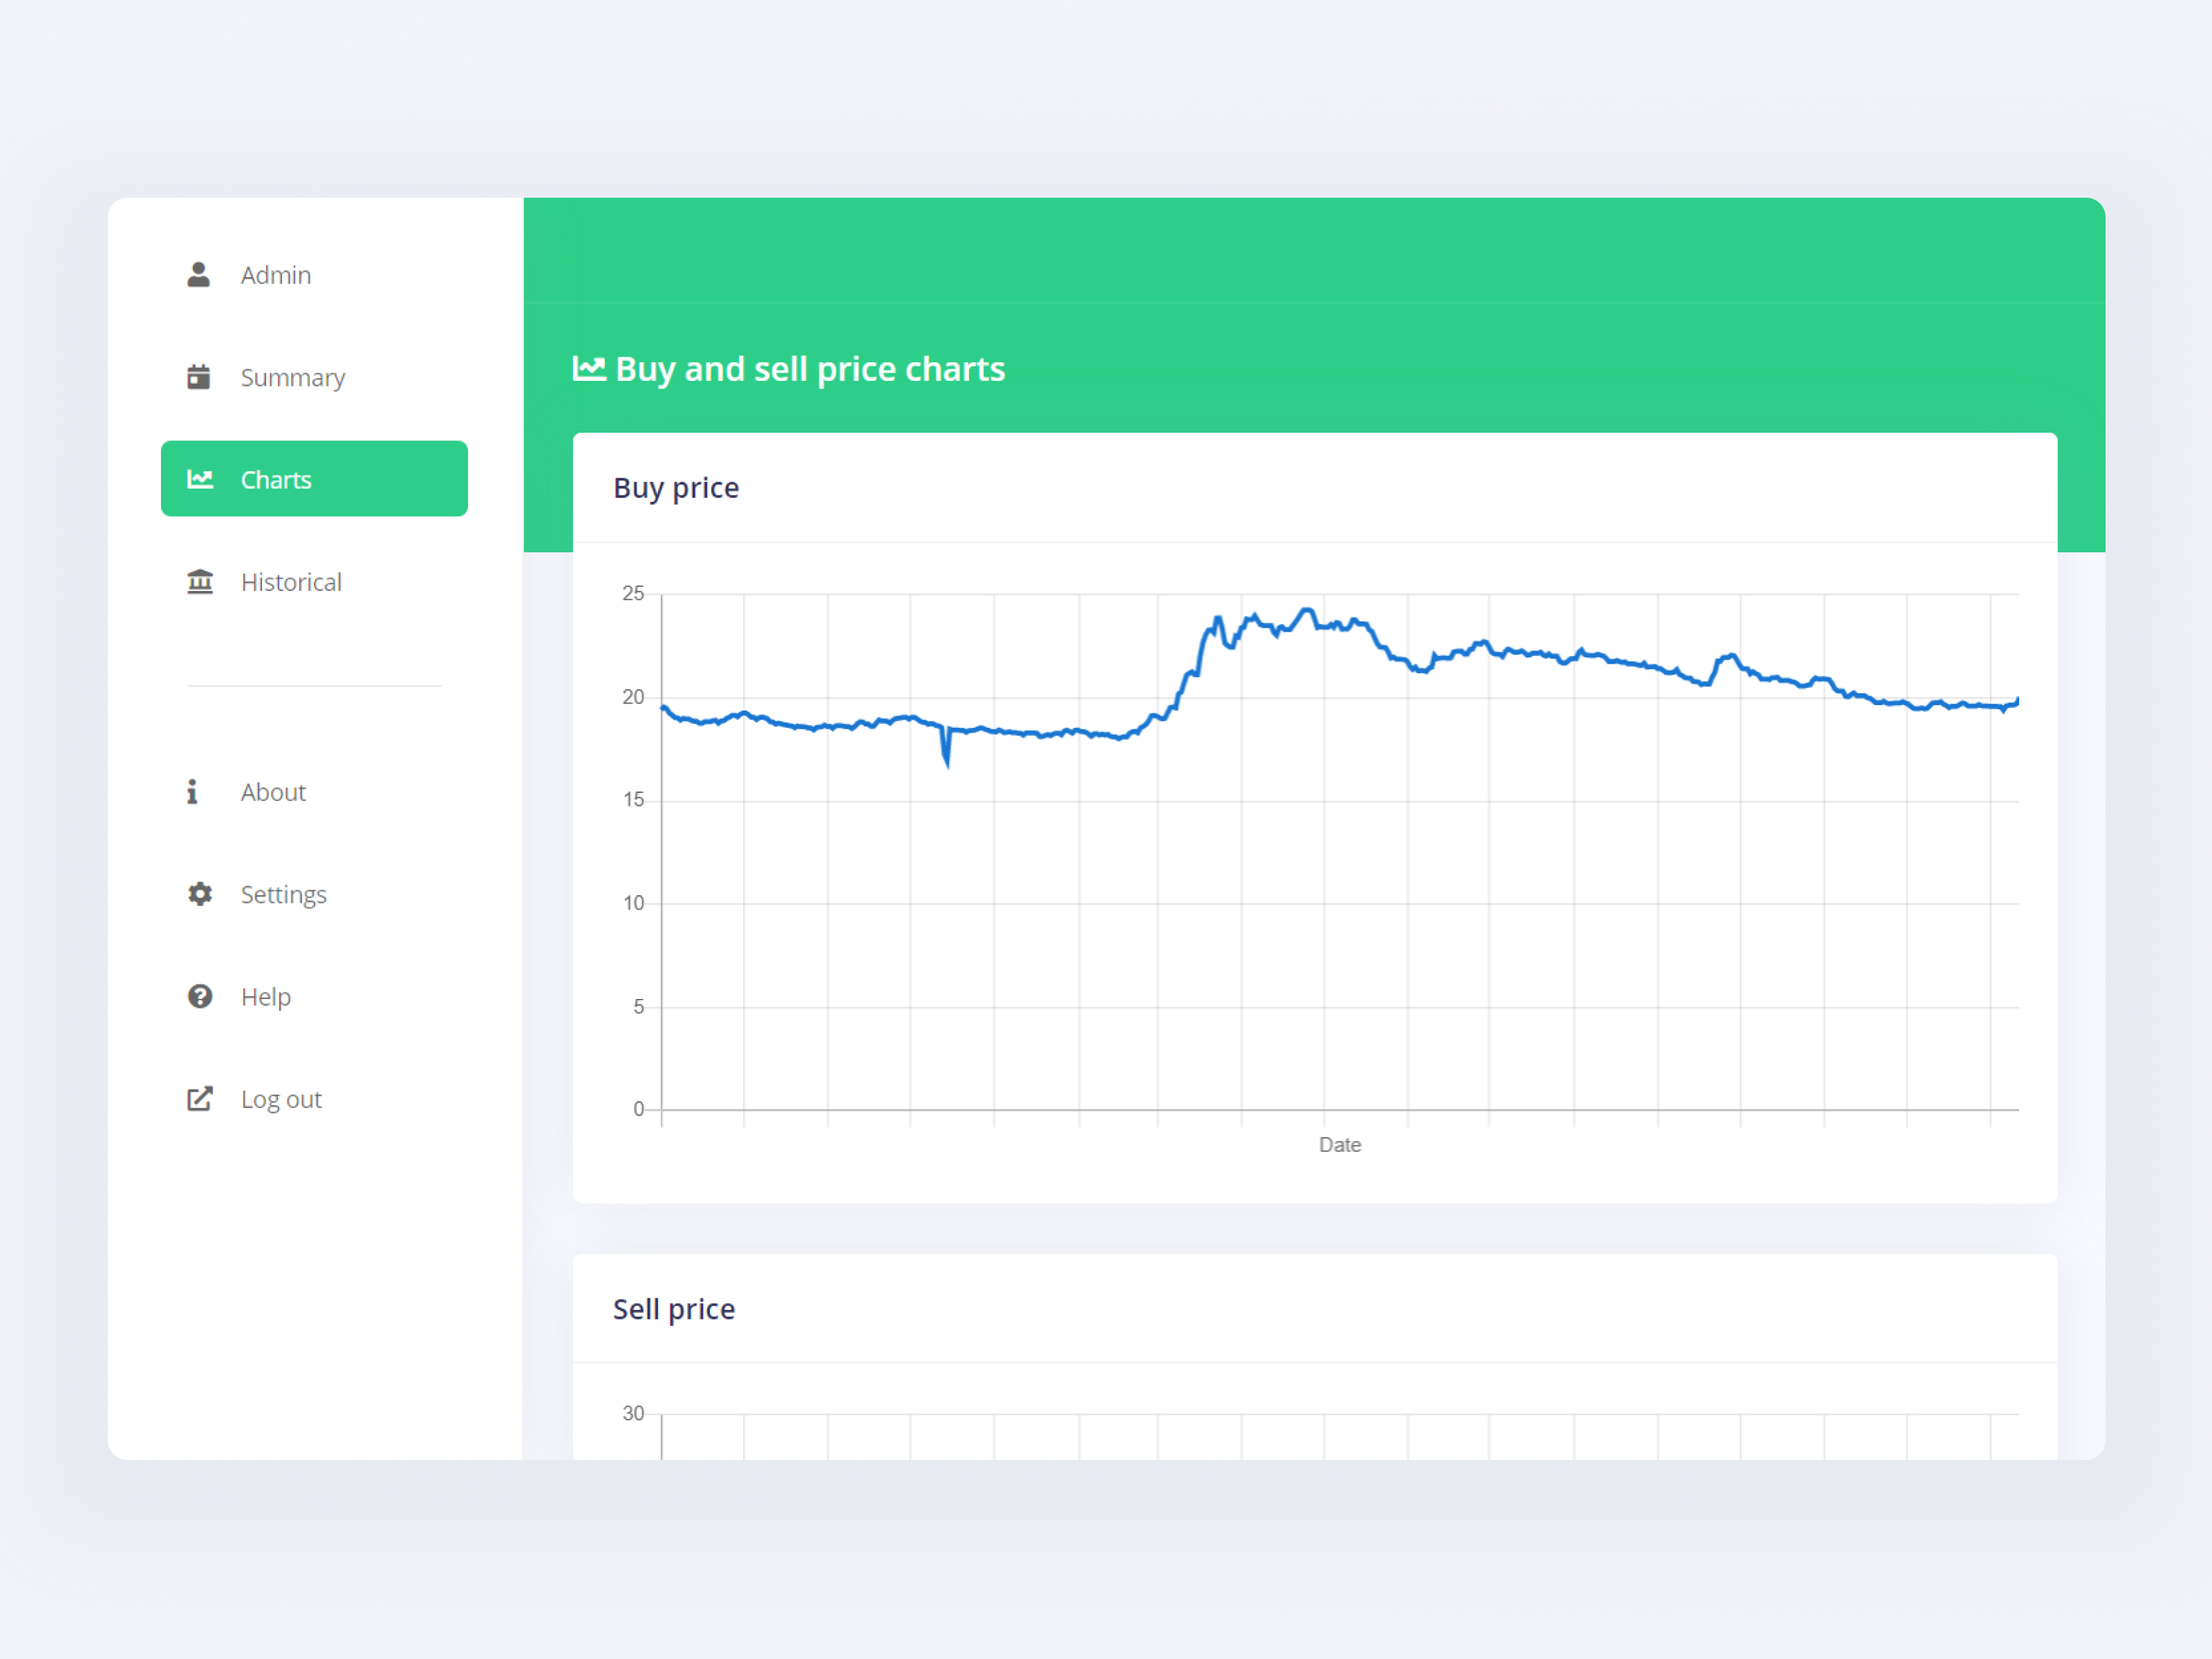 Admin
Summary
Charts
Historical
About
Settings
Help
Log out
Buy and sell price charts
Buy price
25
20
15
10
5
0
Date
Sell price
30